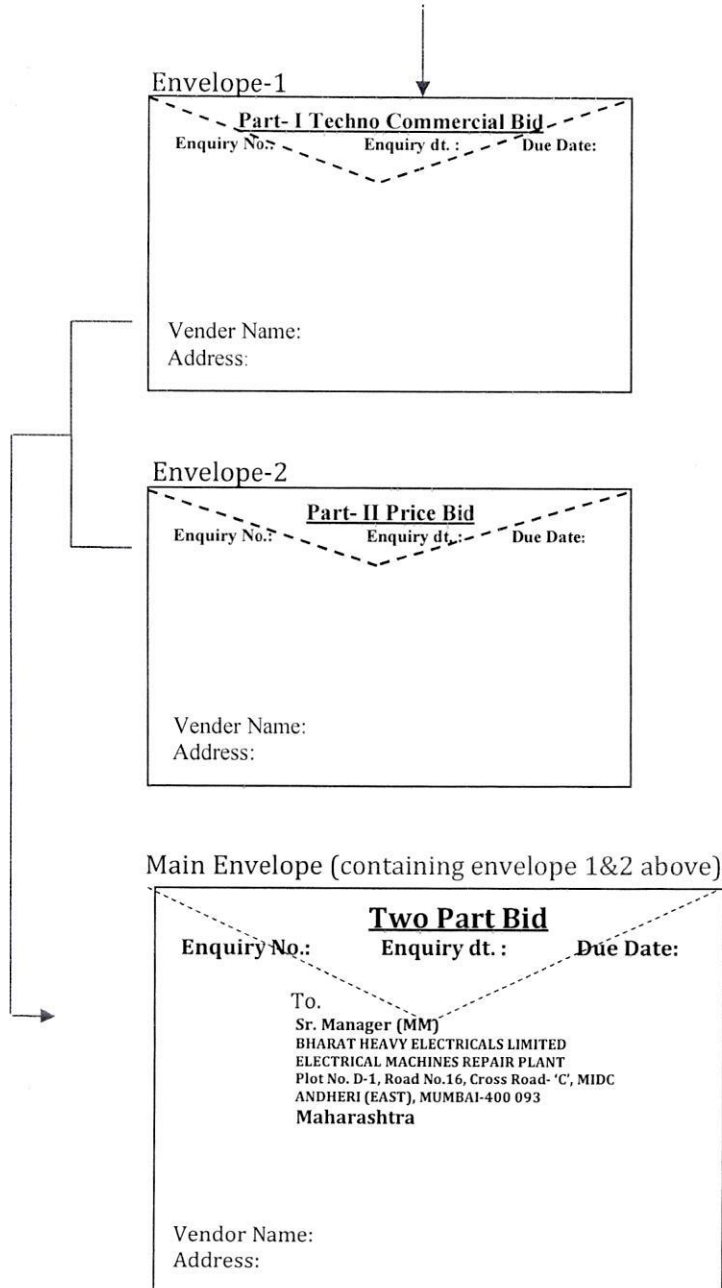 Envelope-1
Part- I Techno Commercial Bid
Enquiry No.: Enquiry dt. : Due Date:
Vender Name:
Address:
Envelope-2
Part- II Price Bid
Enquiry No.: Enquiry dt. : Due Date:
Vender Name:
Address:
Main Envelope (containing envelope 1&2 above)
Two Part Bid
Enquiry No.: Enquiry dt. : Due Date:
To.
Sr. Manager (MM)
BHARAT HEAVY ELECTRICALS LIMITED
ELECTRICAL MACHINES REPAIR PLANT
Plot No. D-1, Road No.16, Cross Road- 'C', MIDC
ANDHERI (EAST), MUMBAI-400 093
Maharashtra
Vendor Name:
Address: